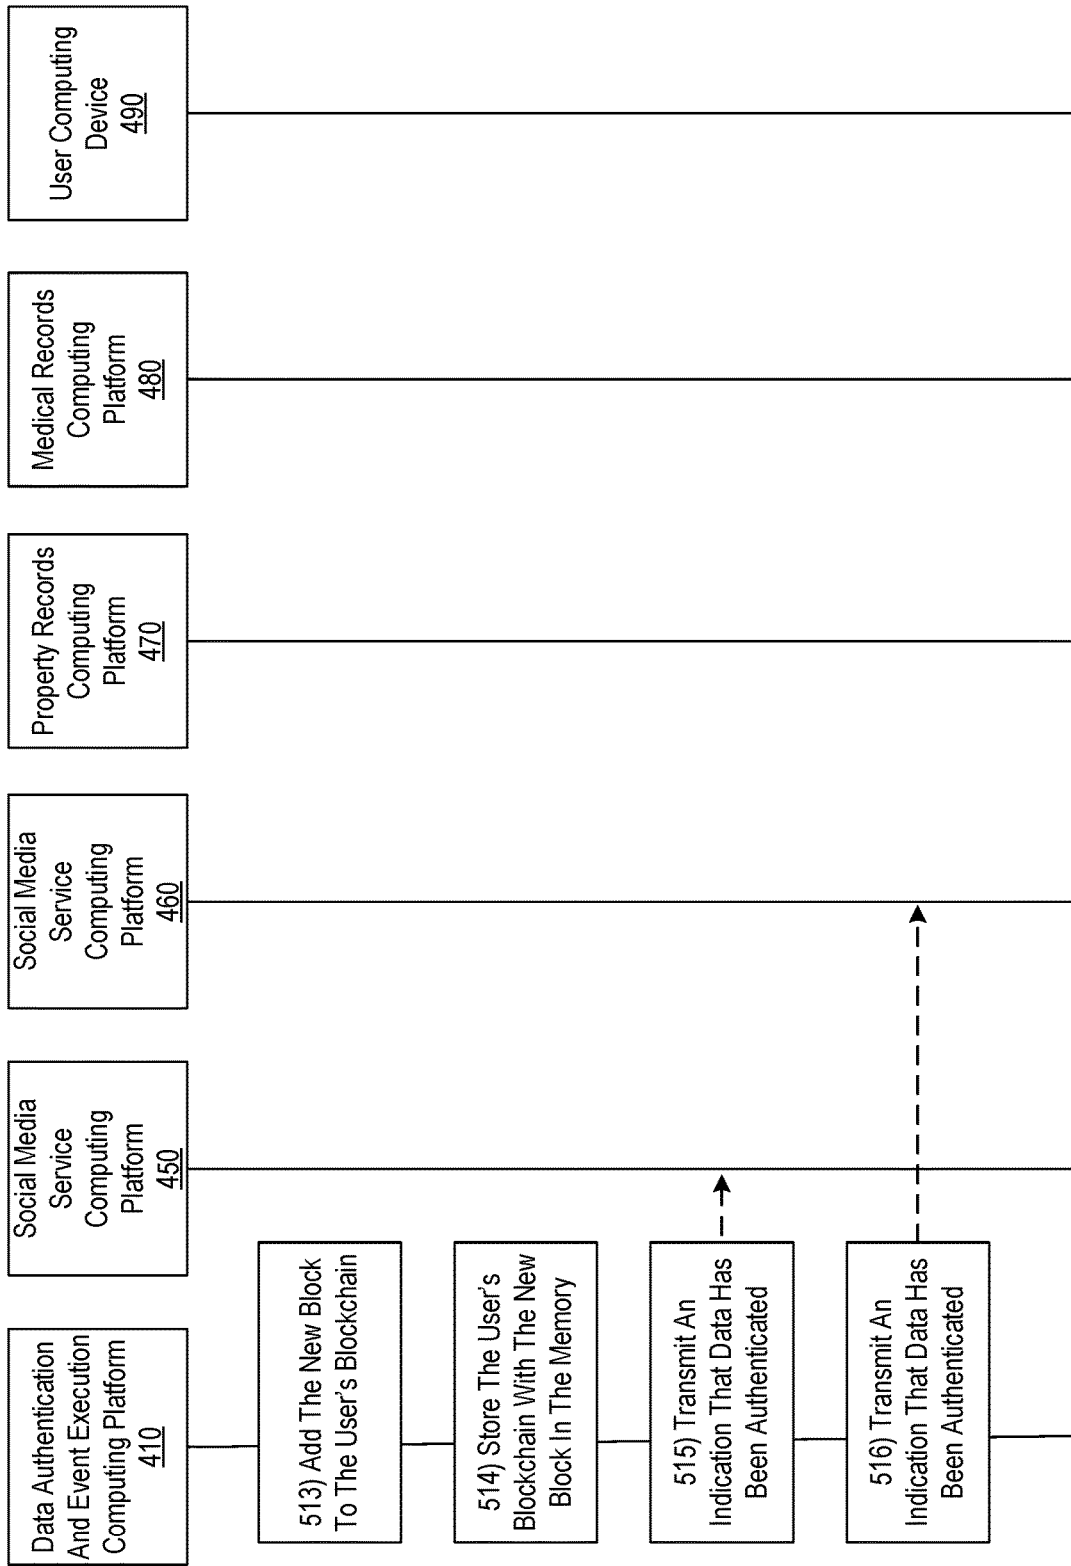 Data Authentication
And Event Execution
Computing Platform
410
Social Media
Service
Computing
Platform
450
Social Media
Service
Computing
Platform
460
Property Records
Computing
Platform
470
Medical Records
Computing
Platform
480
User Computing
Device
490
513) Add The New Block
To The User's Blockchain
514) Store The User's
Blockchain With The New
Block In The Memory
515) Transmit An
Indication That Data Has
Been Authenticated
516) Transmit An
Indication That Data Has
Been Authenticated